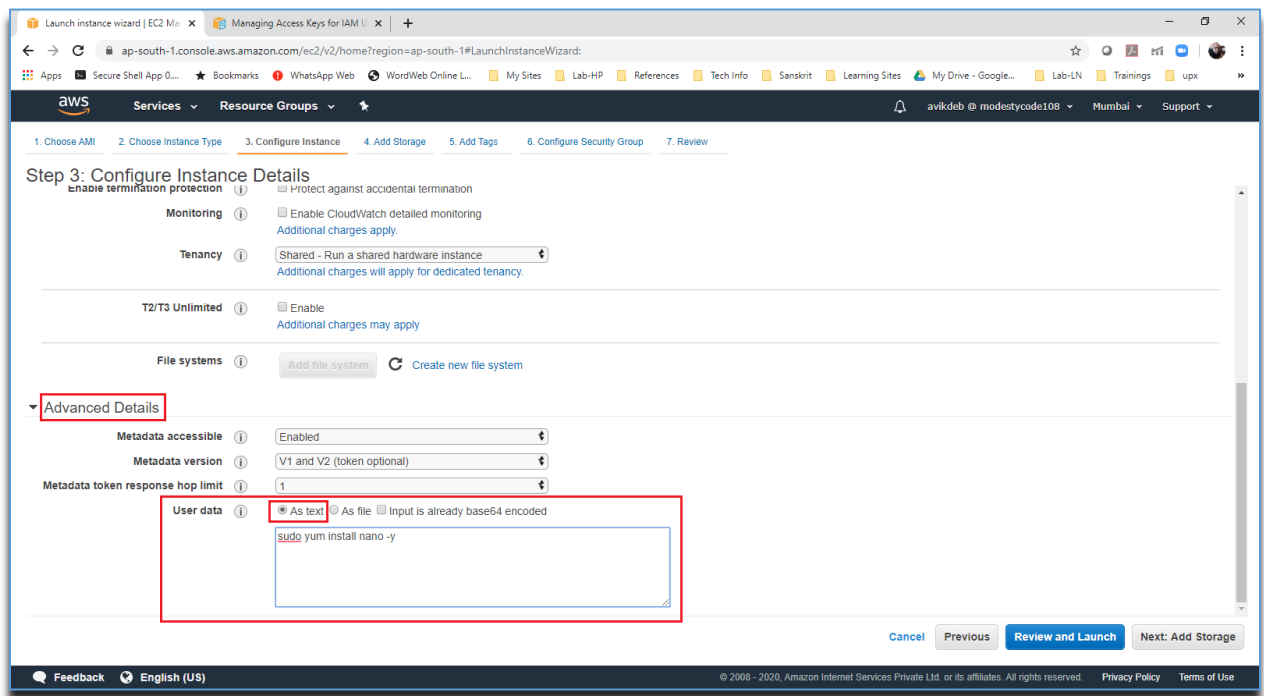 Launch instance wizard | EC2 Ma
Managing Access Keys for IAM U
ap-south-1.console.aws.amazon.com/ec2/v2/home?region=ap-south-1#LaunchInstanceWizard:
Apps Secure Shell App 0.... Bookmarks WhatsApp Web WordWeb Online L... My Sites Lab-HP References Tech Info Sanskrit Learning Sites My Drive - Google... Lab-LN Trainings upx »
aws Services Resource Groups avikdeb @ modestycode108 Mumbai Support
1. Choose AMI 2. Choose Instance Type 3. Configure Instance 4. Add Storage 5. Add Tags 6. Configure Security Group 7. Review
Step 3: Configure Instance Details
Enable termination protection Protect against accidental termination
Monitoring Enable CloudWatch detailed monitoring
Additional charges apply.
Tenancy Shared - Run a shared hardware instance
Additional charges will apply for dedicated tenancy.
T2/T3 Unlimited Enable
Additional charges may apply
File systems Add file system Create new file system
Advanced Details
Metadata accessible Enabled
Metadata version V1 and V2 (token optional)
Metadata token response hop limit 1
User data As text As file Input is already base64 encoded
sudo yum install nano -y
Cancel Previous Review and Launch Next: Add Storage
Feedback English (US) © 2008 - 2020, Amazon Internet Services Private Ltd. or its affiliates. All rights reserved. Privacy Policy Terms of Use